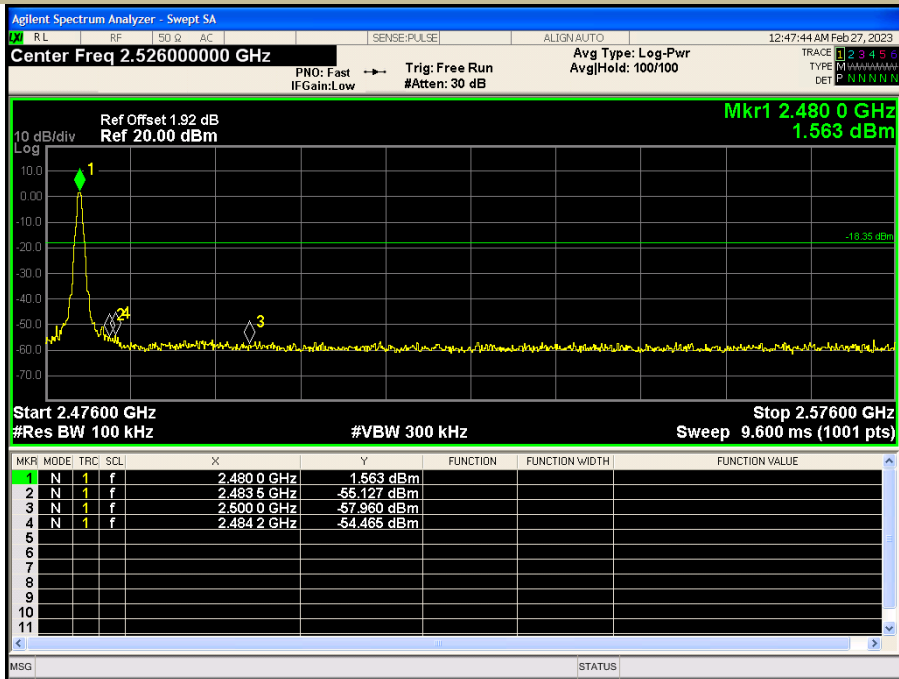 Agilent Spectrum Analyzer - Swept SA
LXI RL RF 50 Ω AC SENSE:PULSE ALIGN AUTO 12:47:44 AM Feb 27, 2023
Center Freq 2.526000000 GHz Avg Type: Log-Pwr TRACE 1 2 3 4 5 6
PNO: Fast Trig: Free Run Avg|Hold: 100/100 TYPE M
IFGain:Low #Atten: 30 dB DET P N N N N N
Mkr1 2.480 0 GHz
Ref Offset 1.92 dB
10 dB/div Ref 20.00 dBm 1.563 dBm
Log
10.0
1
0.00
-10.0
-18.35 dBm
-20.0
-30.0
-40.0
24
3
-50.0
-60.0
-70.0
Start 2.47600 GHz Stop 2.57600 GHz
#Res BW 100 kHz #VBW 300 kHz Sweep 9.600 ms (1001 pts)
MKR MODE TRC SCL X Y FUNCTION FUNCTION WIDTH FUNCTION VALUE
1 N 1 f 2.480 0 GHz 1.563 dBm
2 N 1 f 2.483 5 GHz -55.127 dBm
3 N 1 f 2.500 0 GHz -57.960 dBm
4 N 1 f 2.484 2 GHz -54.465 dBm
5
6
7
8
9
10
11
MSG STATUS